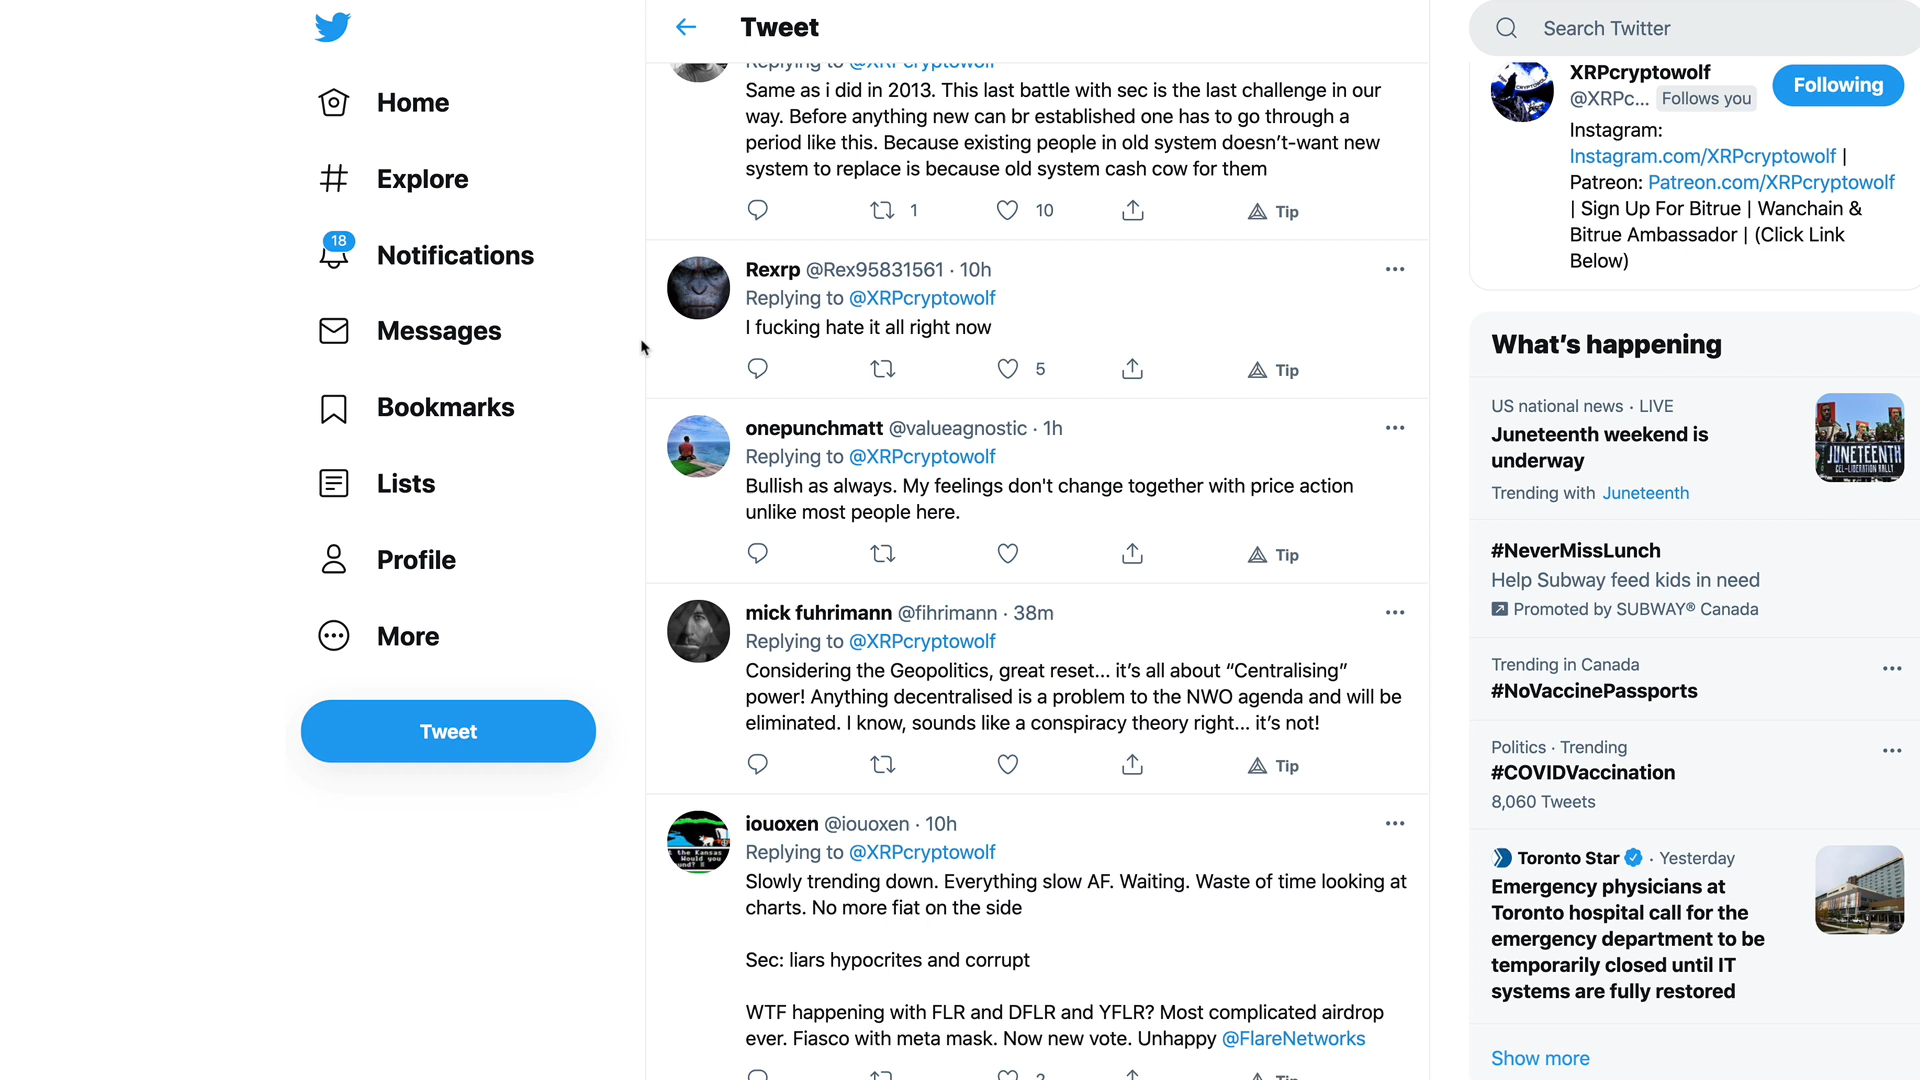 Tweet
Home
Explore
18
Notifications
Messages
Bookmarks
Lists
Profile
More
Tweet
Replying to @XRPcryptowolf
Same as i did in 2013. This last battle with sec is the last challenge in our
way. Before anything new can br established one has to go through a
period like this. Because existing people in old system doesn’t-want new
system to replace is because old system cash cow for them
1 10 Tip
Rexrp @Rex95831561 · 10h
Replying to @XRPcryptowolf
I fucking hate it all right now
5 Tip
onepunchmatt @valueagnostic · 1h
Replying to @XRPcryptowolf
Bullish as always. My feelings don't change together with price action
unlike most people here.
Tip
mick fuhrimann @fihrimann · 38m
Replying to @XRPcryptowolf
Considering the Geopolitics, great reset... it’s all about “Centralising”
power! Anything decentralised is a problem to the NWO agenda and will be
eliminated. I know, sounds like a conspiracy theory right... it’s not!
Tip
the Kansas
Would you
iouoxen @iouoxen · 10h
Replying to @XRPcryptowolf
Slowly trending down. Everything slow AF. Waiting. Waste of time looking at
charts. No more fiat on the side
Sec: liars hypocrites and corrupt
WTF happening with FLR and DFLR and YFLR? Most complicated airdrop
ever. Fiasco with meta mask. Now new vote. Unhappy @FlareNetworks
2 Tip
Search Twitter
XRPcryptowolf
@XRPc... Follows you
Following
Instagram:
Instagram.com/XRPcryptowolf |
Patreon: Patreon.com/XRPcryptowolf
| Sign Up For Bitrue | Wanchain &
Bitrue Ambassador | (Click Link
Below)
What’s happening
US national news · LIVE
Juneteenth weekend is
underway
Trending with Juneteenth
JUNETEENTH
#NeverMissLunch
Help Subway feed kids in need
Promoted by SUBWAY® Canada
Trending in Canada
#NoVaccinePassports
Politics · Trending
#COVIDVaccination
8,060 Tweets
Toronto Star · Yesterday
Emergency physicians at
Toronto hospital call for the
emergency department to be
temporarily closed until IT
systems are fully restored
Show more